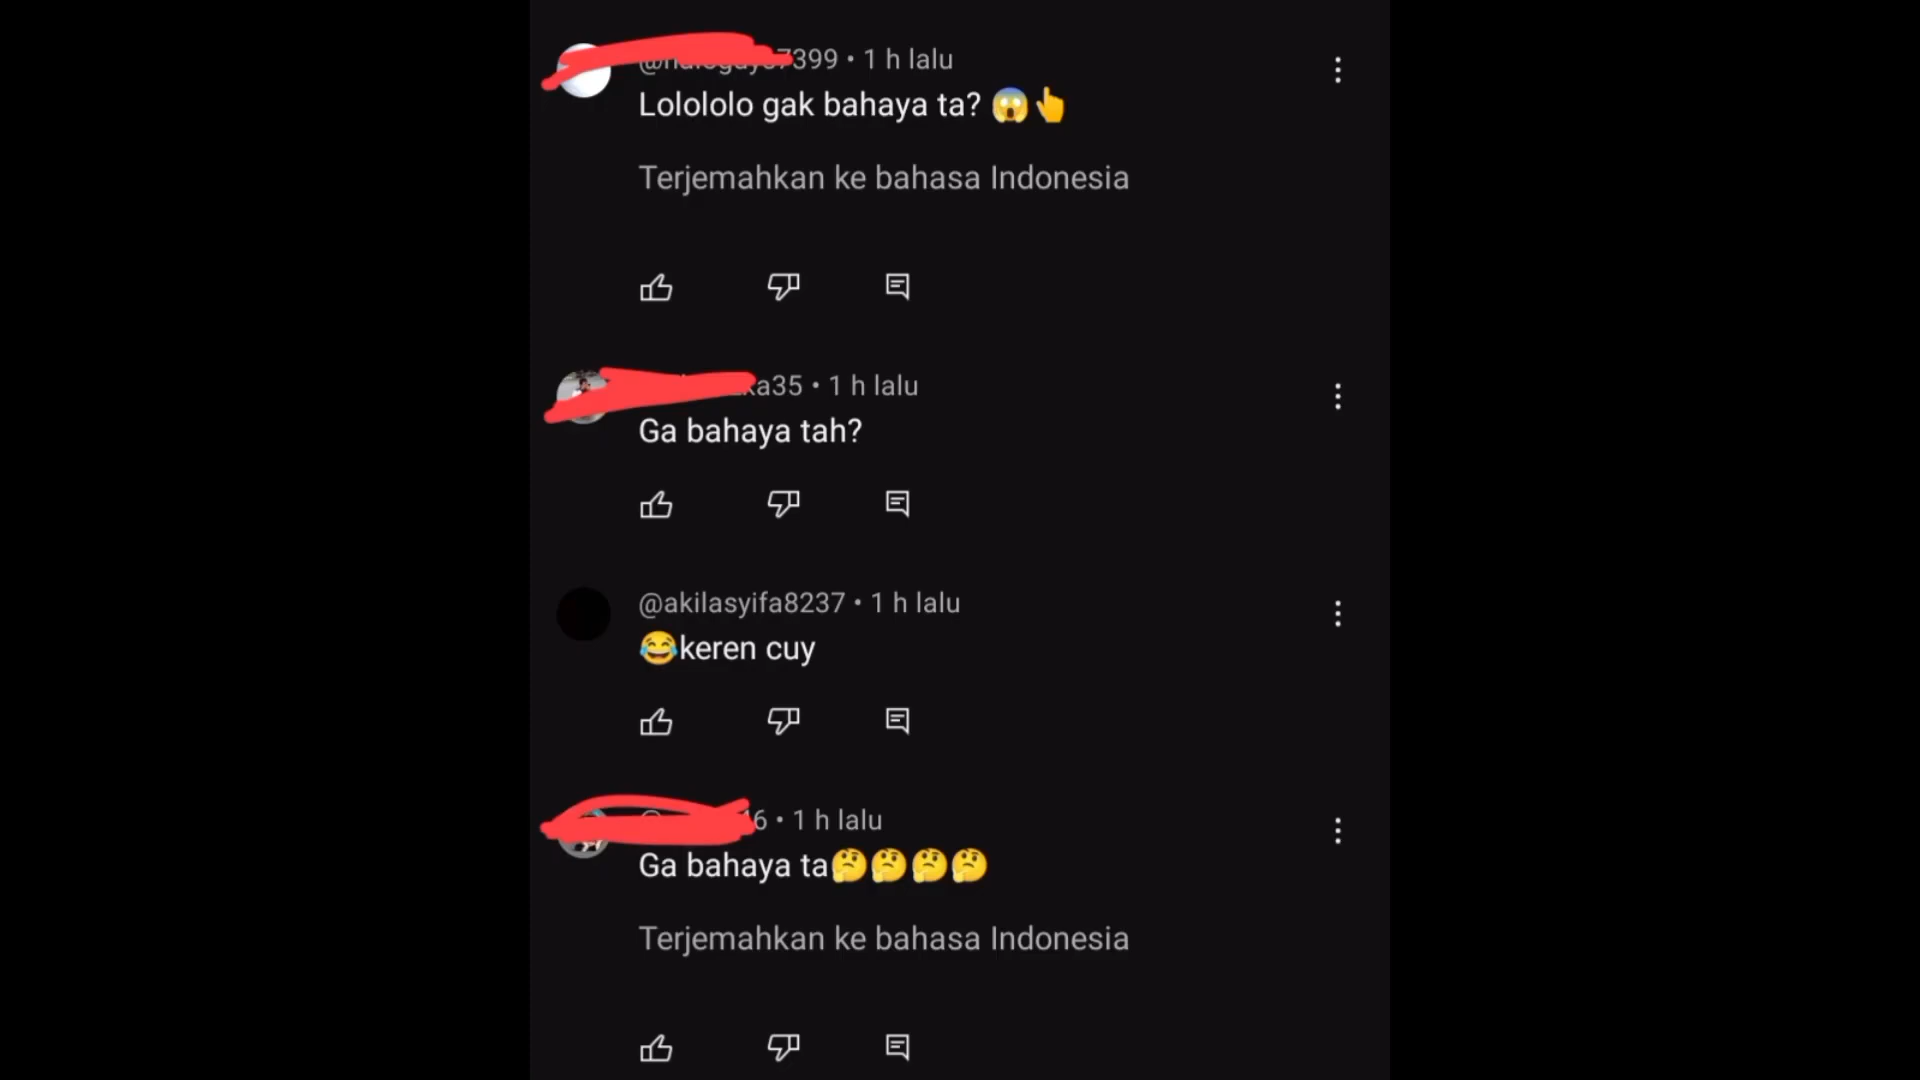 7399 • 1 h lalu
Lolololo gak bahaya ta? 😱👆
Terjemahkan ke bahasa Indonesia
ka35 • 1 h lalu
Ga bahaya tah?
@akilasyifa8237 • 1 h lalu
😂keren cuy
6 • 1 h lalu
Ga bahaya ta🤔🤔🤔🤔
Terjemahkan ke bahasa Indonesia